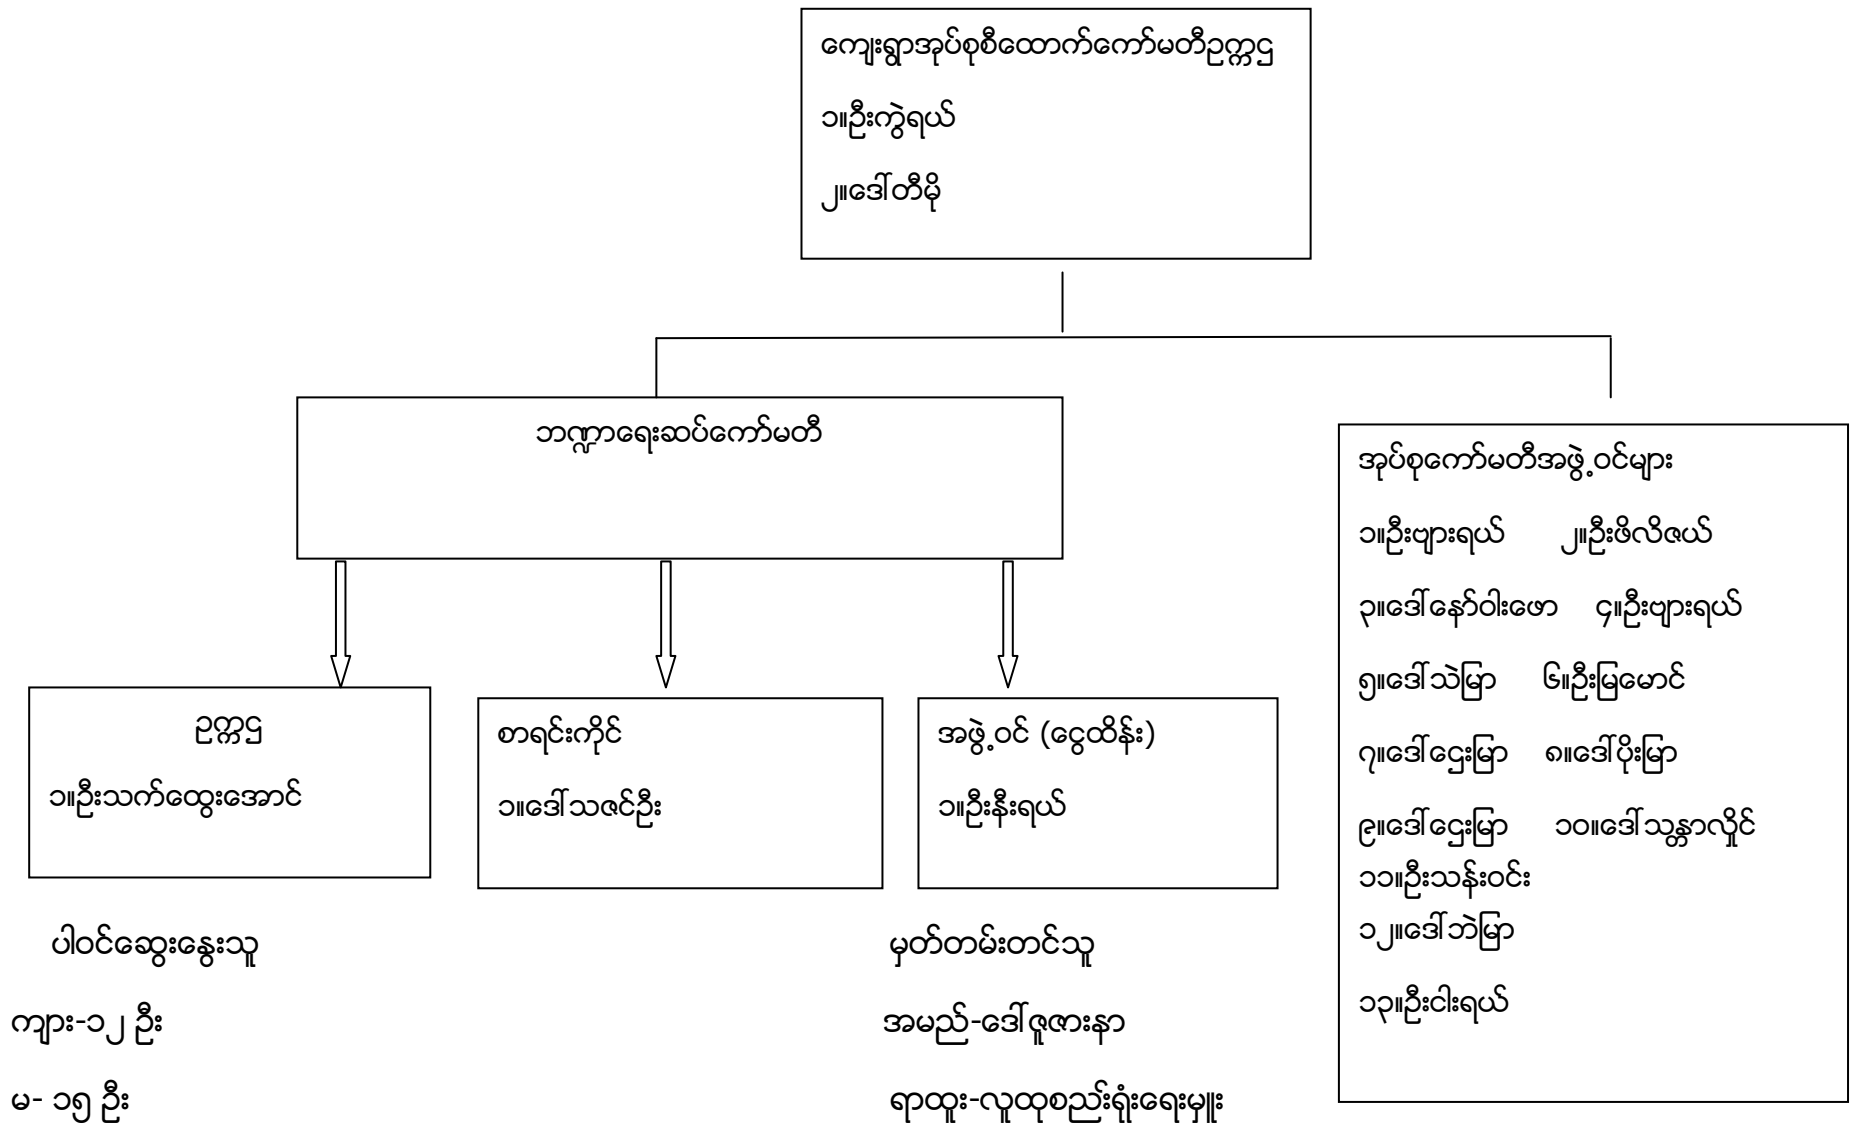 ကျေးရွာအုပ်စုစီထောက်ကော်မတီဥက္ကဌ
၁။ဦးကွဲရယ်
၂။ဒေါ်တီမို
ဘဏ္ဍာရေးဆပ်ကော်မတီ
ဥက္ကဌ
၁။ဦးသက်ထွေးအောင်
စာရင်းကိုင်
၁။ဒေါ်သဇင်ဦး
အဖွဲ့ဝင် (ငွေထိန်း)
၁။ဦးနီးရယ်
အုပ်စုကော်မတီအဖွဲ့ဝင်များ
၁။ဦးဗျားရယ် ၂။ဦးဖိလိဇယ်
၃။ဒေါ်နော်ဝါးဖော ၄။ဦးဗျားရယ်
၅။ဒေါ်သဲမြာ ၆။ဦးမြမောင်
၇။ဒေါ်ဌေးမြာ ၈။ဒေါ်ပိုးမြာ
၉။ဒေါ်ဌေးမြာ ၁၀။ဒေါ်သန္တာလှိုင်
၁၁။ဦးသန်းဝင်း
၁၂။ဒေါ်ဘဲမြာ
၁၃။ဦးငါးရယ်
ပါဝင်ဆွေးနွေးသူ
ကျား-၁၂ ဦး
မ- ၁၅ ဦး
မှတ်တမ်းတင်သူ
အမည်-ဒေါ်ဇူဇားနာ
ရာထူး-လူထုစည်းရုံးရေးမှူး